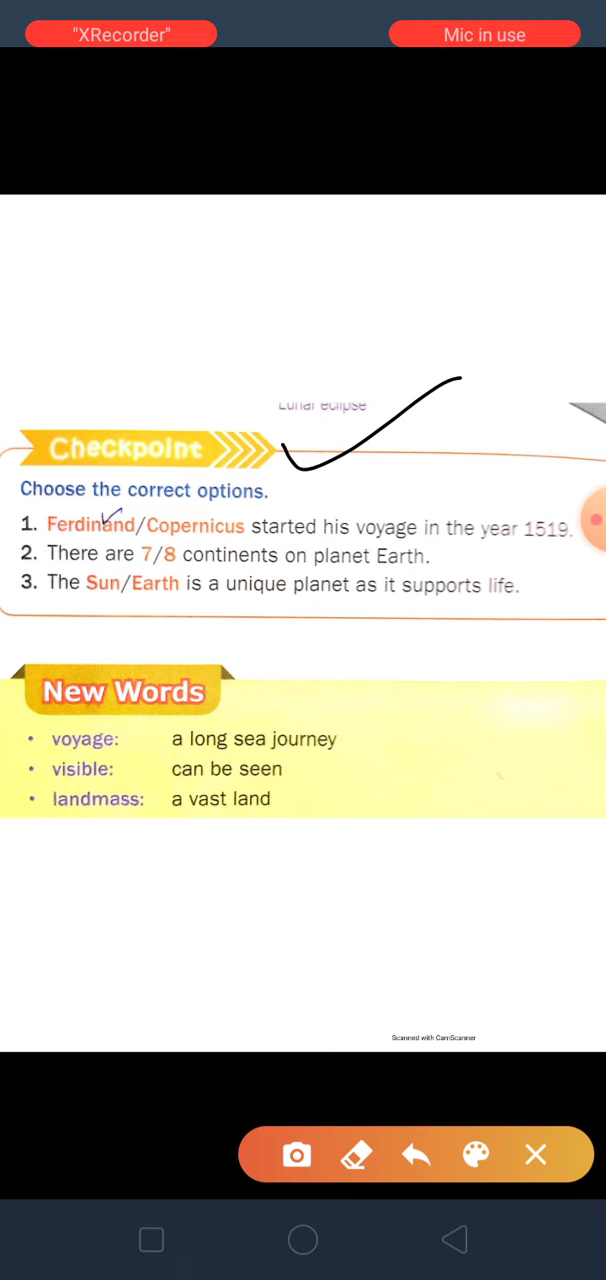 "XRecorder" Mic in use
Lunar eclipse
Checkpoint
Choose the correct options.
1. Ferdinand/Copernicus started his voyage in the year 1519.
2. There are 7/8 continents on planet Earth.
3. The Sun/Earth is a unique planet as it supports life.
New Words
• voyage: a long sea journey
• visible: can be seen
• landmass: a vast land
Scanned with CamScanner